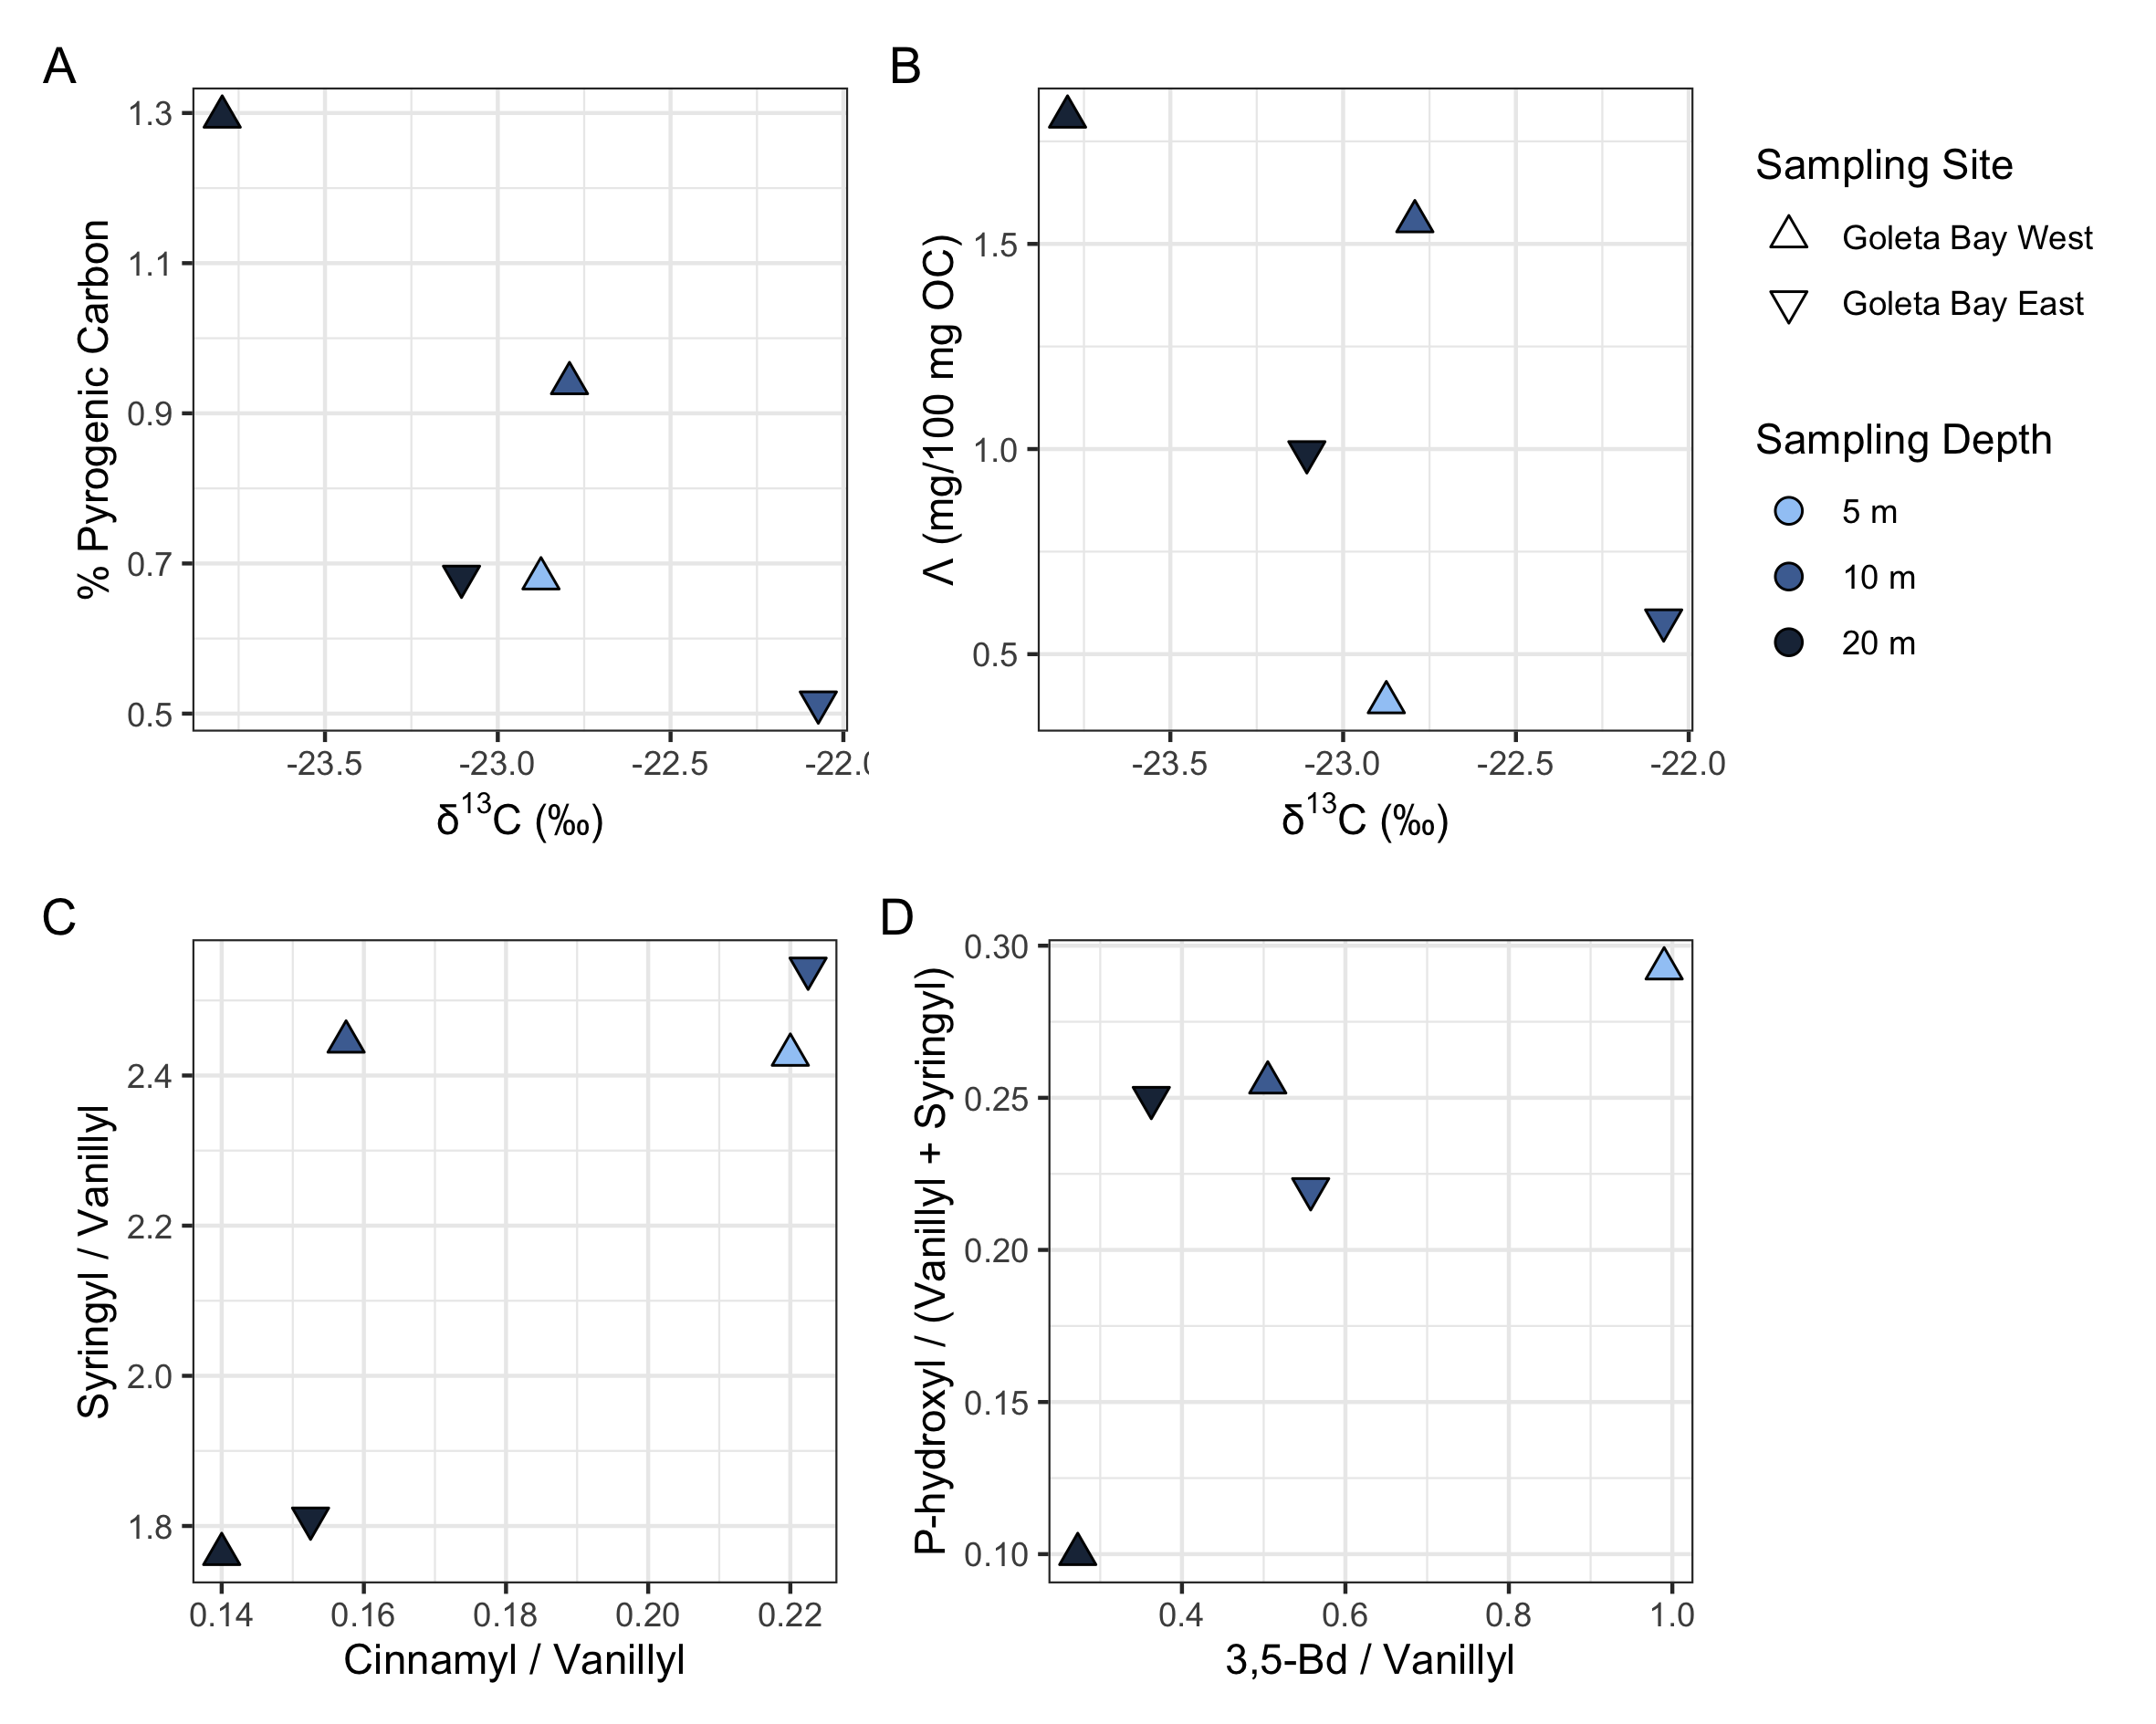 A
% Pyrogenic Carbon
1.3
1.1
0.9
0.7
0.5
-23.5 -23.0 -22.5 -22.0
δ¹³C (‰)
B
Λ (mg/100 mg OC)
1.5
1.0
0.5
-23.5 -23.0 -22.5 -22.0
δ¹³C (‰)
Sampling Site
Goleta Bay West
Goleta Bay East
Sampling Depth
5 m
10 m
20 m
C
Syringyl / Vanillyl
2.4
2.2
2.0
1.8
0.14 0.16 0.18 0.20 0.22
Cinnamyl / Vanillyl
D
P-hydroxyl / (Vanillyl + Syringyl)
0.30
0.25
0.20
0.15
0.10
0.4 0.6 0.8 1.0
3,5-Bd / Vanillyl